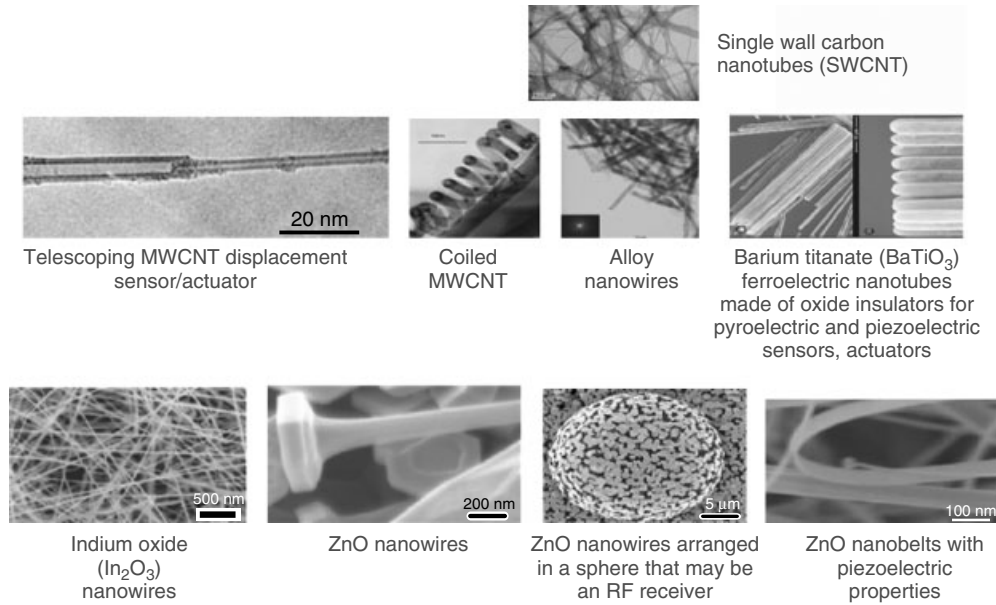 Single wall carbon
nanotubes (SWCNT)
20 nm
Telescoping MWCNT displacement
sensor/actuator
Coiled
MWCNT
Alloy
nanowires
Barium titanate (BaTiO₃)
ferroelectric nanotubes
made of oxide insulators for
pyroelectric and piezoelectric
sensors, actuators
500 nm
200 nm
5 μm
100 nm
Indium oxide
(In₂O₃)
nanowires
ZnO nanowires
ZnO nanowires arranged
in a sphere that may be
an RF receiver
ZnO nanobelts with
piezoelectric
properties